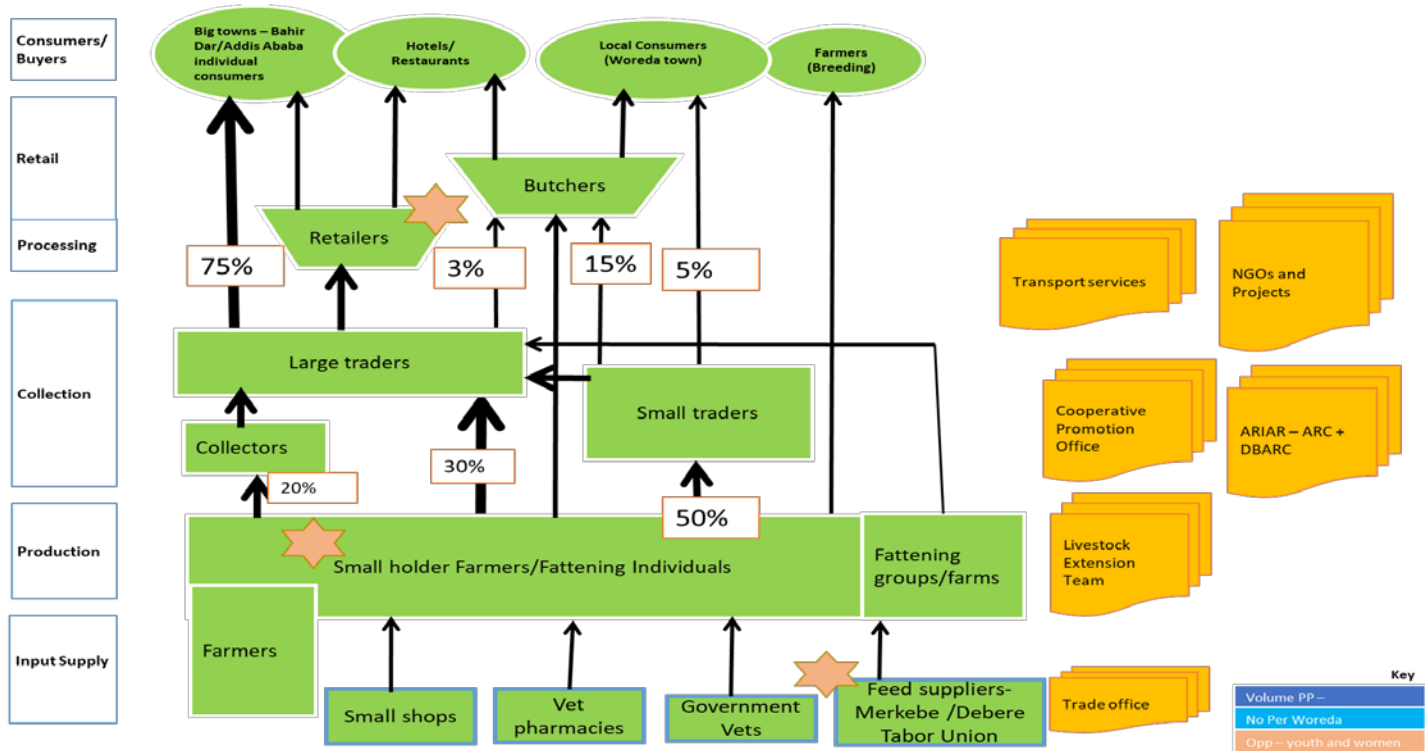 Consumers/
Buyers
Big towns – Bahir
Dar/Addis Ababa
individual
consumers
Hotels/
Restaurants
Local Consumers
(Woreda town)
Farmers
(Breeding)
Retail
Butchers
Processing
Retailers
75%
3%
15%
5%
Transport services
NGOs and
Projects
Collection
Large traders
Small traders
Collectors
30%
20%
50%
Cooperative
Promotion
Office
ARIAR – ARC +
DBARC
Production
Small holder Farmers/Fattening Individuals
Fattening
groups/farms
Livestock
Extension
Team
Input Supply
Farmers
Small shops
Vet
pharmacies
Government
Vets
Feed suppliers-
Merkebe /Debere
Tabor Union
Trade office
Key
Volume PP –
No Per Woreda
Opp – youth and women